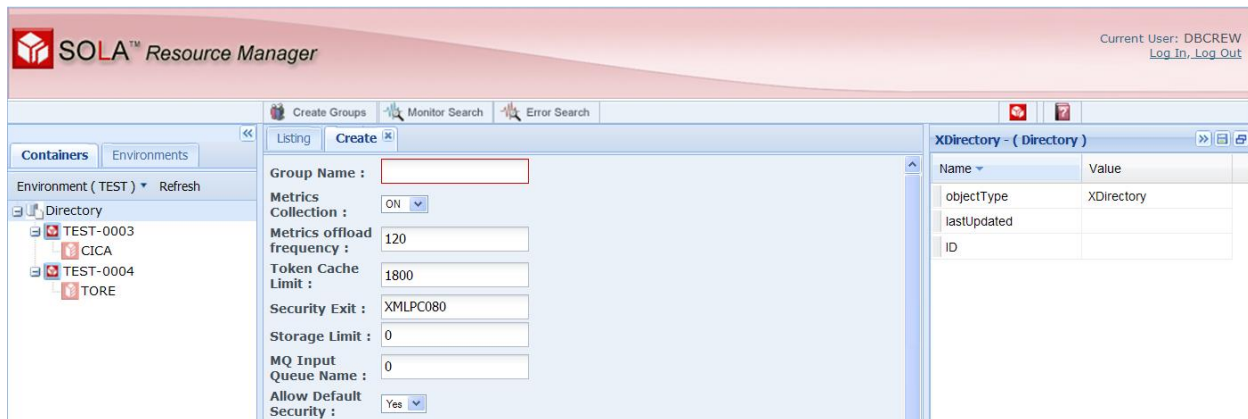 SOLA™ Resource Manager
Current User: DBCREW
Log In, Log Out
Create Groups Monitor Search Error Search
Containers Environments
Environment ( TEST ) Refresh
Directory
TEST-0003
CICA
TEST-0004
TORE
Listing Create
Group Name :
Metrics
Collection : ON
Metrics offload
frequency : 120
Token Cache
Limit : 1800
Security Exit : XMLPC080
Storage Limit : 0
MQ Input
Queue Name : 0
Allow Default
Security : Yes
XDirectory - ( Directory )
Name Value
objectType XDirectory
lastUpdated
ID